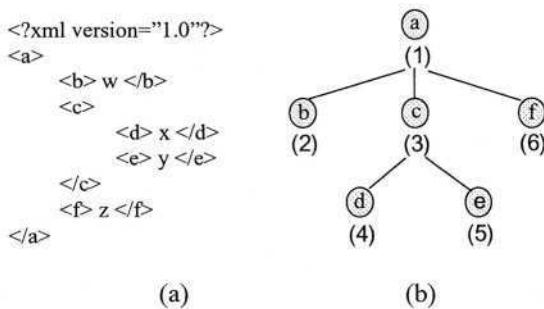 <?xml version=”1.0”?>
<a>
<b> w </b>
<c>
<d> x </d>
<e> y </e>
</c>
<f> z </f>
</a>
(a)
a
(1)
b c f
(2) (3) (6)
d e
(4) (5)
(b)